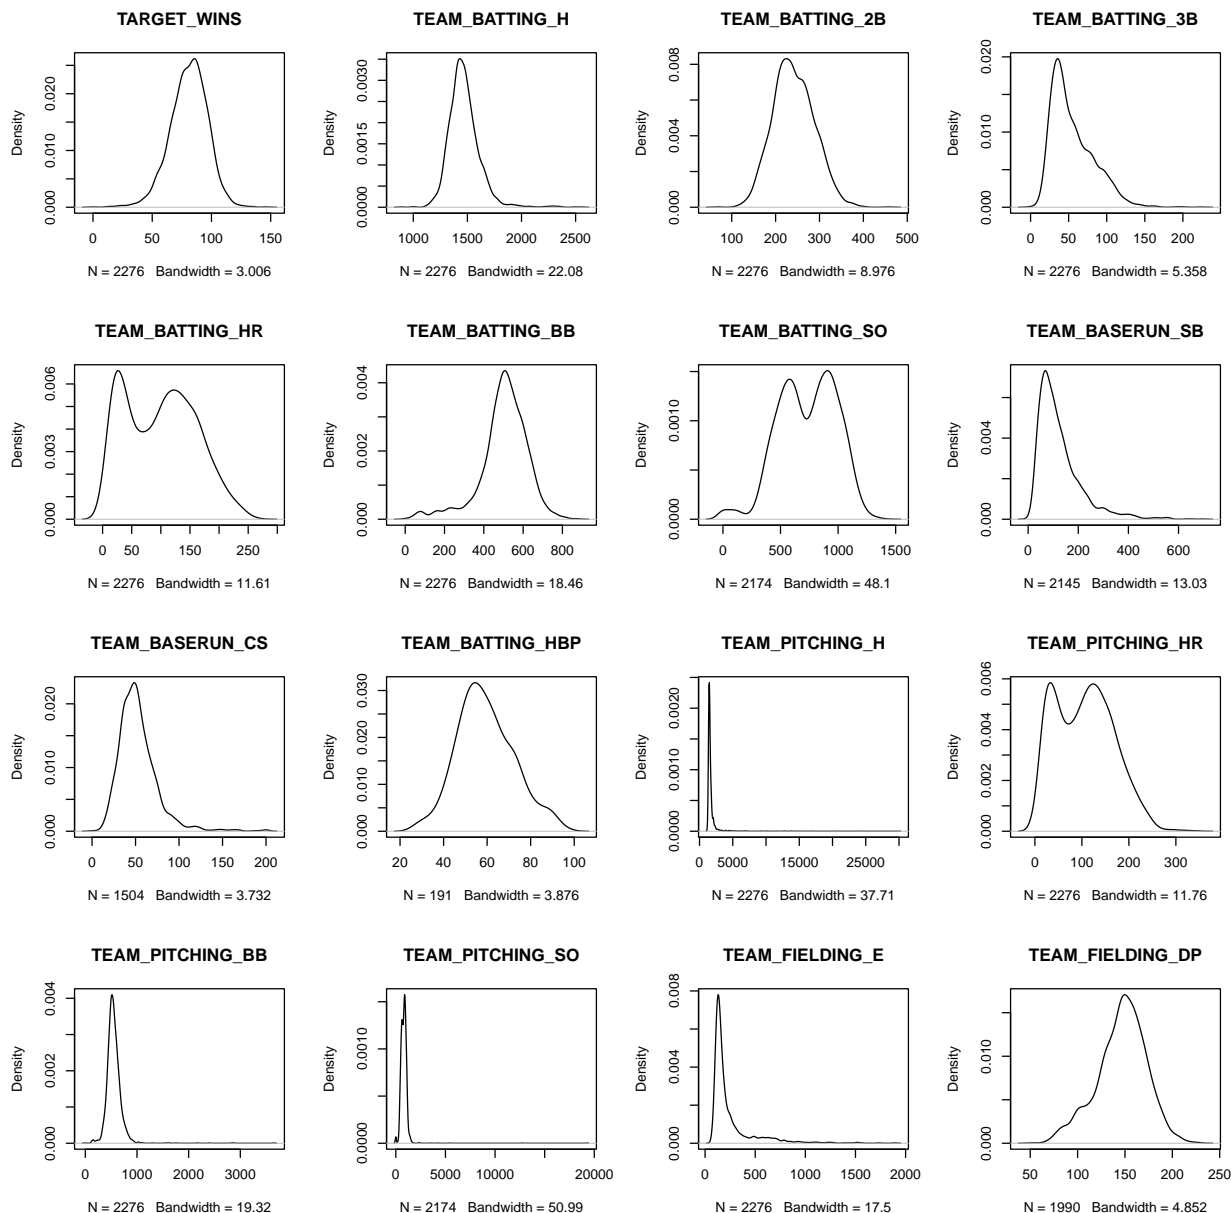 TARGET_WINS
Density
0.000 0.010 0.020
0 50 100 150
N = 2276 Bandwidth = 3.006
TEAM_BATTING_H
Density
0.0000 0.0015 0.0030
1000 1500 2000 2500
N = 2276 Bandwidth = 22.08
TEAM_BATTING_2B
Density
0.000 0.004 0.008
100 200 300 400 500
N = 2276 Bandwidth = 8.976
TEAM_BATTING_3B
Density
0.000 0.010 0.020
0 50 100 150 200
N = 2276 Bandwidth = 5.358
TEAM_BATTING_HR
Density
0.000 0.003 0.006
0 50 150 250
N = 2276 Bandwidth = 11.61
TEAM_BATTING_BB
Density
0.000 0.002 0.004
0 200 400 600 800
N = 2276 Bandwidth = 18.46
TEAM_BATTING_SO
Density
0.0000 0.0010
0 500 1000 1500
N = 2174 Bandwidth = 48.1
TEAM_BASERUN_SB
Density
0.000 0.004
0 200 400 600
N = 2145 Bandwidth = 13.03
TEAM_BASERUN_CS
Density
0.000 0.010 0.020
0 50 100 150 200
N = 1504 Bandwidth = 3.732
TEAM_BATTING_HBP
Density
0.000 0.010 0.020 0.030
20 40 60 80 100
N = 191 Bandwidth = 3.876
TEAM_PITCHING_H
Density
0.0000 0.0010 0.0020
0 5000 15000 25000
N = 2276 Bandwidth = 37.71
TEAM_PITCHING_HR
Density
0.000 0.002 0.004 0.006
0 100 200 300
N = 2276 Bandwidth = 11.76
TEAM_PITCHING_BB
Density
0.000 0.002 0.004
0 1000 2000 3000
N = 2276 Bandwidth = 19.32
TEAM_PITCHING_SO
Density
0.0000 0.0010
0 5000 10000 20000
N = 2174 Bandwidth = 50.99
TEAM_FIELDING_E
Density
0.000 0.004 0.008
0 500 1000 1500 2000
N = 2276 Bandwidth = 17.5
TEAM_FIELDING_DP
Density
0.000 0.010
50 100 150 200 250
N = 1990 Bandwidth = 4.852